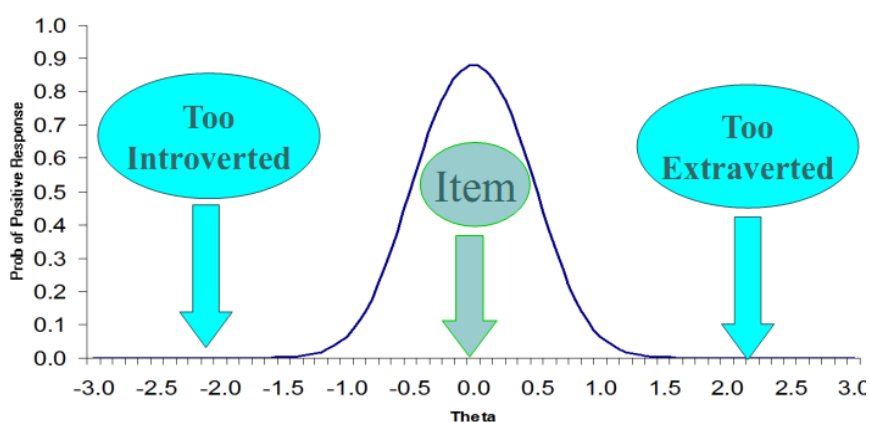 1.0
0.9
0.8
0.7
0.6
0.5
0.4
0.3
0.2
0.1
0.0
Prob of Positive Response
Too
Introverted
Item
Too
Extraverted
-3.0 -2.5 -2.0 -1.5 -1.0 -0.5 0.0 0.5 1.0 1.5 2.0 2.5 3.0
Theta